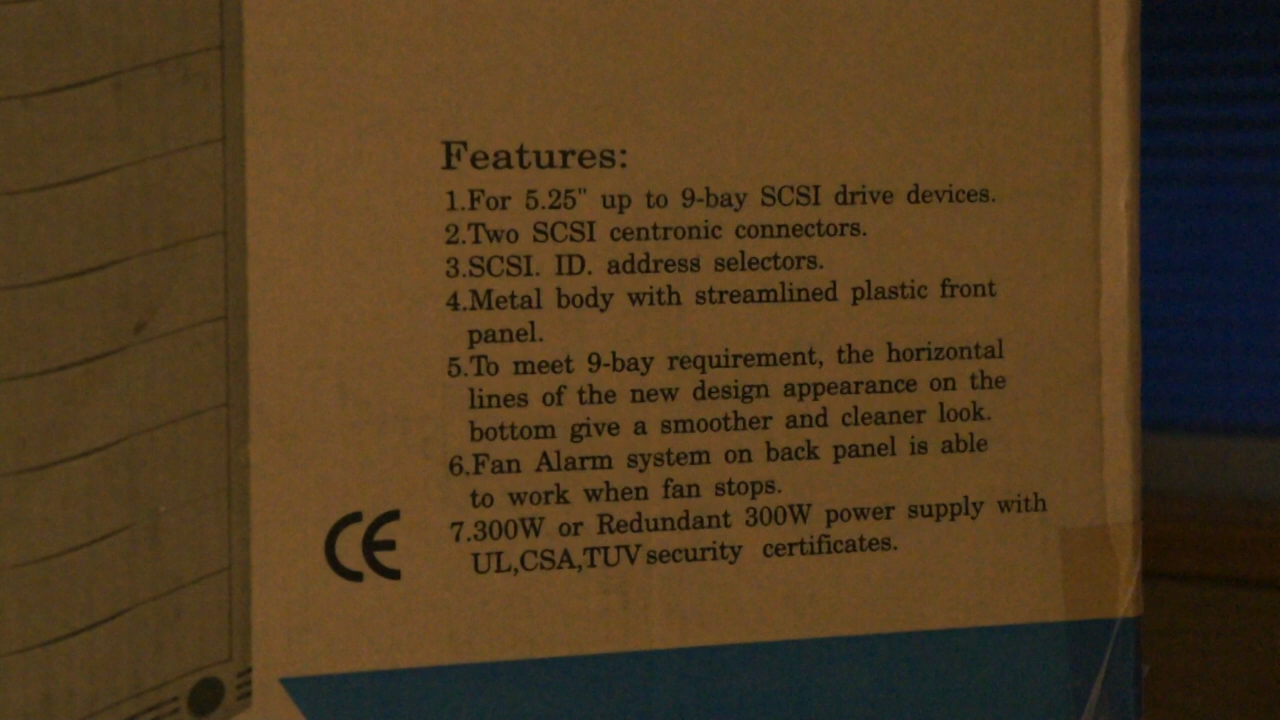 Features:
1.For 5.25" up to 9-bay SCSI drive devices.
2.Two SCSI centronic connectors.
3.SCSI. ID. address selectors.
4.Metal body with streamlined plastic front
panel.
5.To meet 9-bay requirement, the horizontal
lines of the new design appearance on the
bottom give a smoother and cleaner look.
6.Fan Alarm system on back panel is able
to work when fan stops.
7.300W or Redundant 300W power supply with
UL,CSA,TUV security certificates.
CE